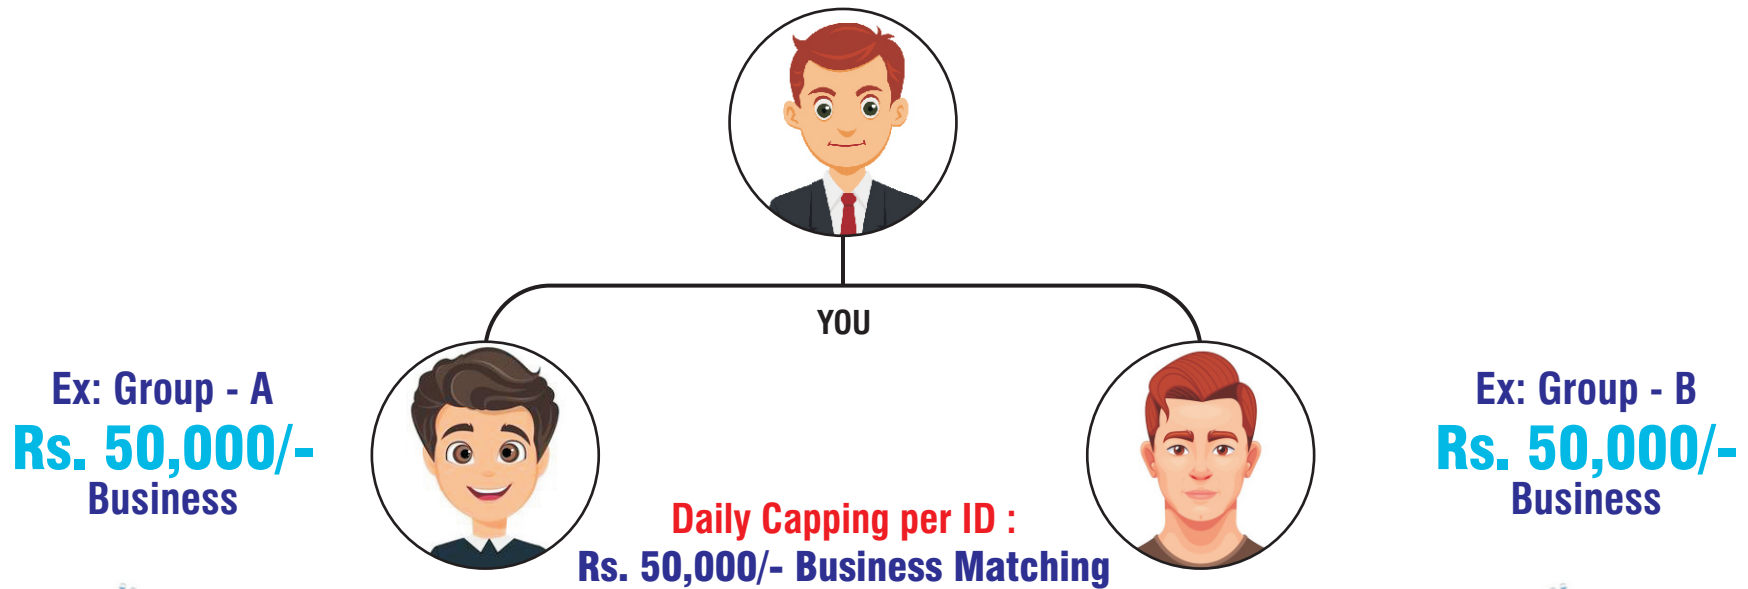 YOU
Ex: Group - A
Rs. 50,000/-
Business
Ex: Group - B
Rs. 50,000/-
Business
Daily Capping per ID :
Rs. 50,000/- Business Matching